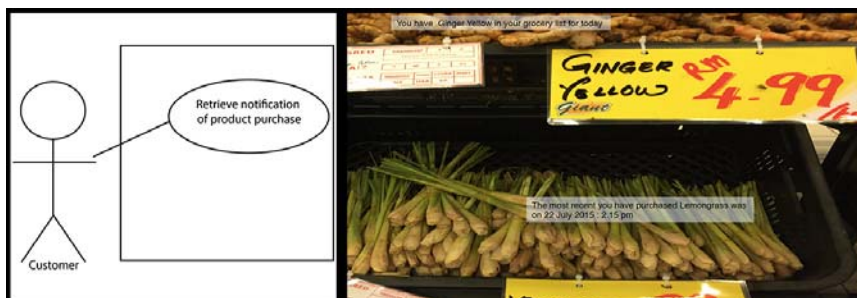 Retrieve notification
of product purchase
Customer
You have Ginger Yellow in your grocery list for today
GINGER
YELLOW
Giant
RM
4.99
The most recent you have purchased Lemongrass was
on 22 July 2015 : 2.15 pm